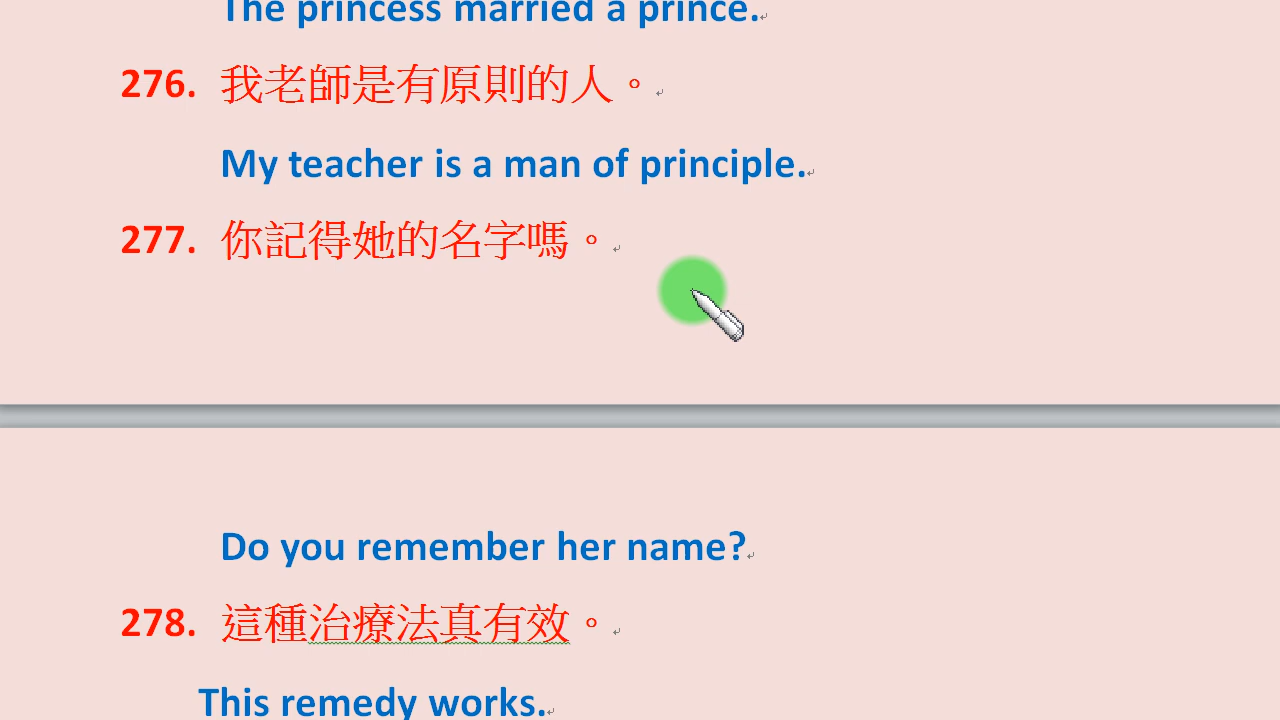 The princess married a prince.
276. 我老師是有原則的人。
My teacher is a man of principle.
277. 你記得她的名字嗎。
Do you remember her name?
278. 這種治療法真有效。
This remedy works.